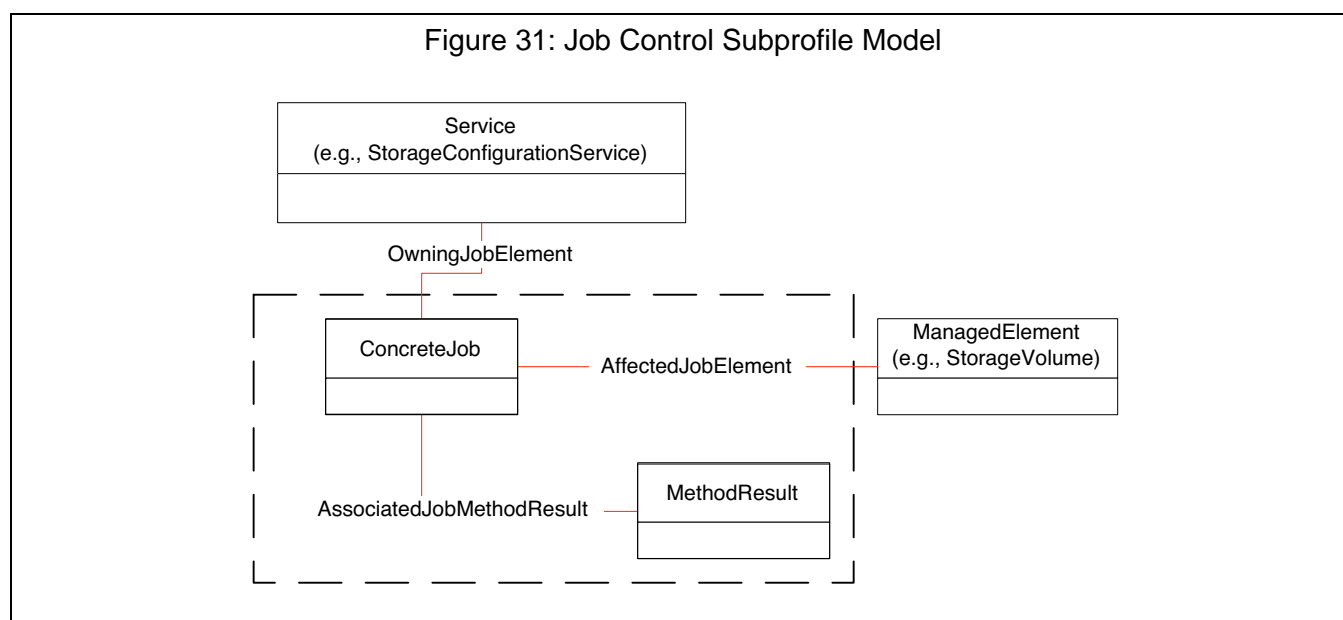 Figure 31: Job Control Subprofile Model
Service
(e.g., StorageConfigurationService)
OwningJobElement
ConcreteJob
AffectedJobElement
ManagedElement
(e.g., StorageVolume)
AssociatedJobMethodResult
MethodResult